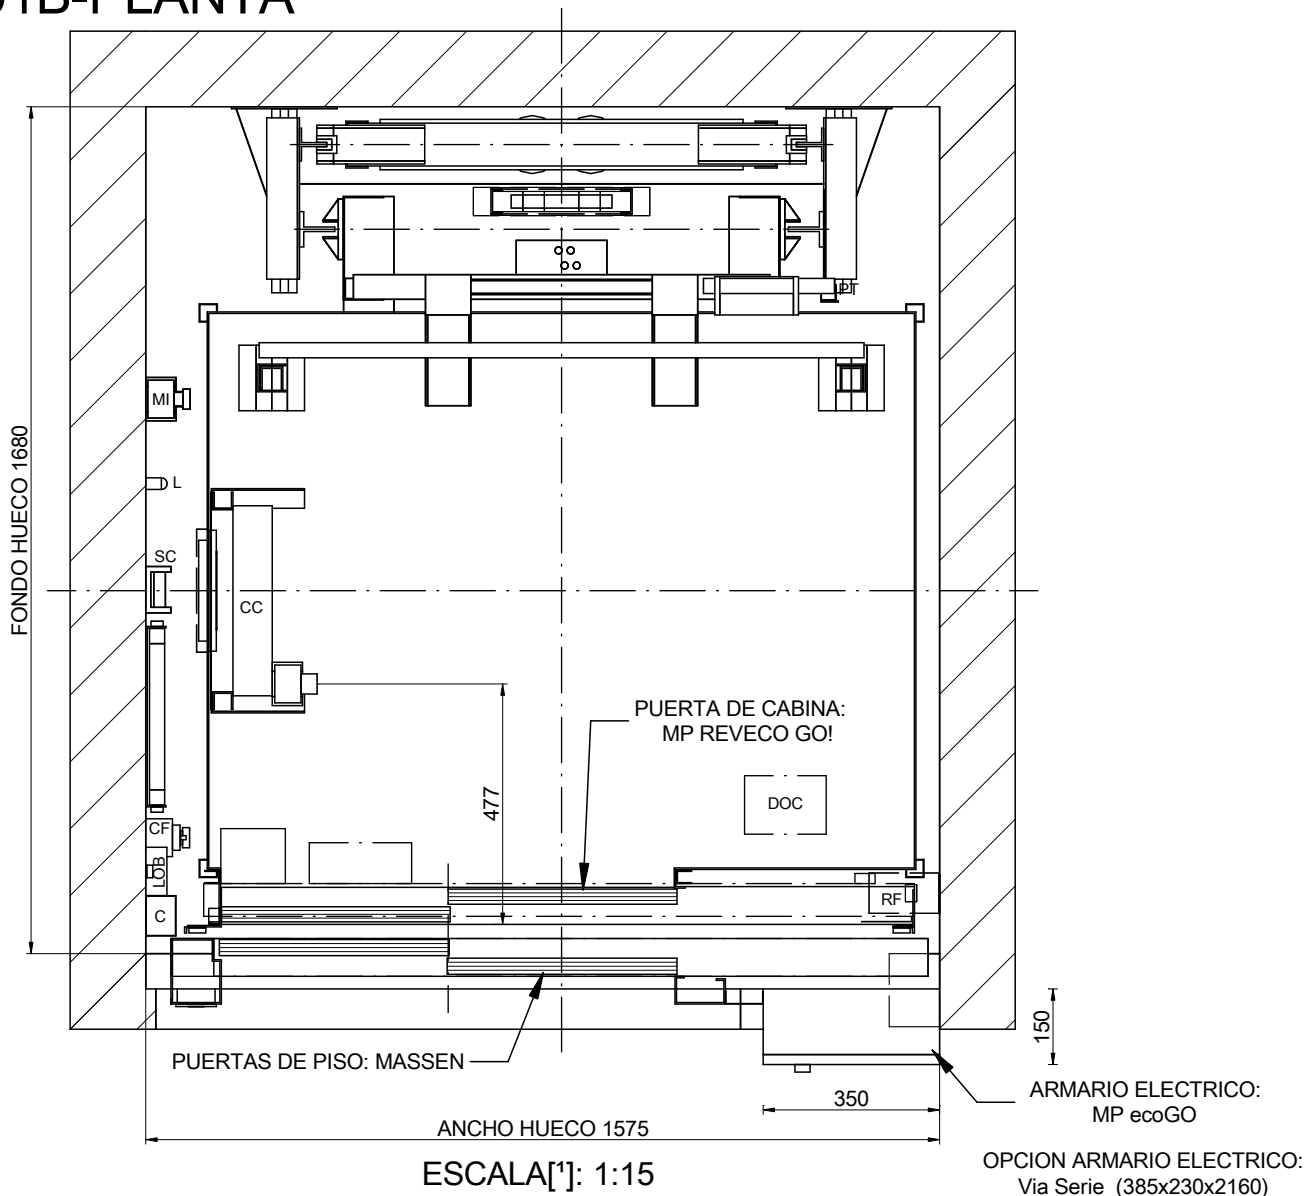 01B-PLANTA
PT
MI
L
SC
CC
FONDO HUECO 1680
PUERTA DE CABINA:
MP REVECO GO!
477
DOC
CF
LOB
RF
C
150
PUERTAS DE PISO: MASSEN
350
ARMARIO ELECTRICO:
MP ecoGO
ANCHO HUECO 1575
ESCALA[¹]: 1:15
OPCION ARMARIO ELECTRICO:
Via Serie (385x230x2160)